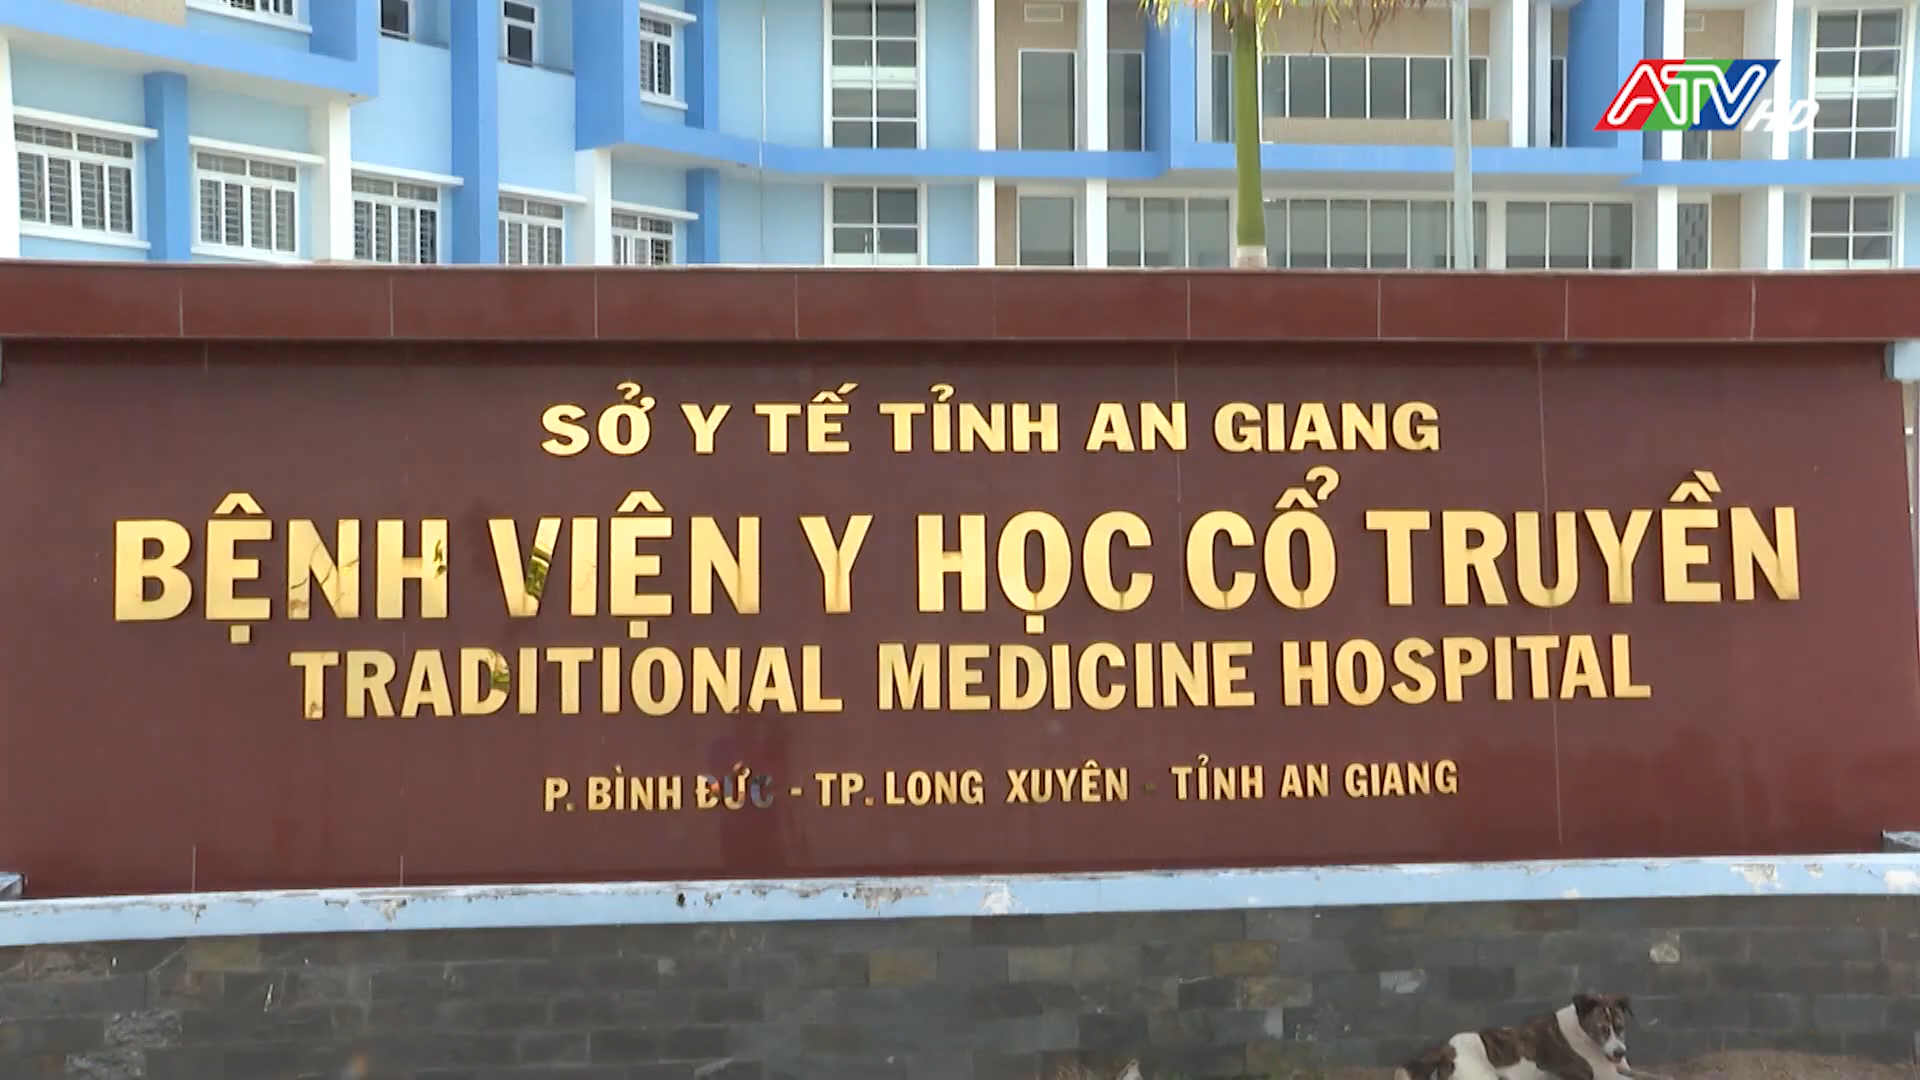 ATV HD
SỞ Y TẾ TỈNH AN GIANG
BỆNH VIỆN Y HỌC CỔ TRUYỀN
TRADITIONAL MEDICINE HOSPITAL
P. BÌNH ĐỨC - TP. LONG XUYÊN - TỈNH AN GIANG